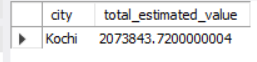 city total_estimated_value
Kochi 2073843.7200000004